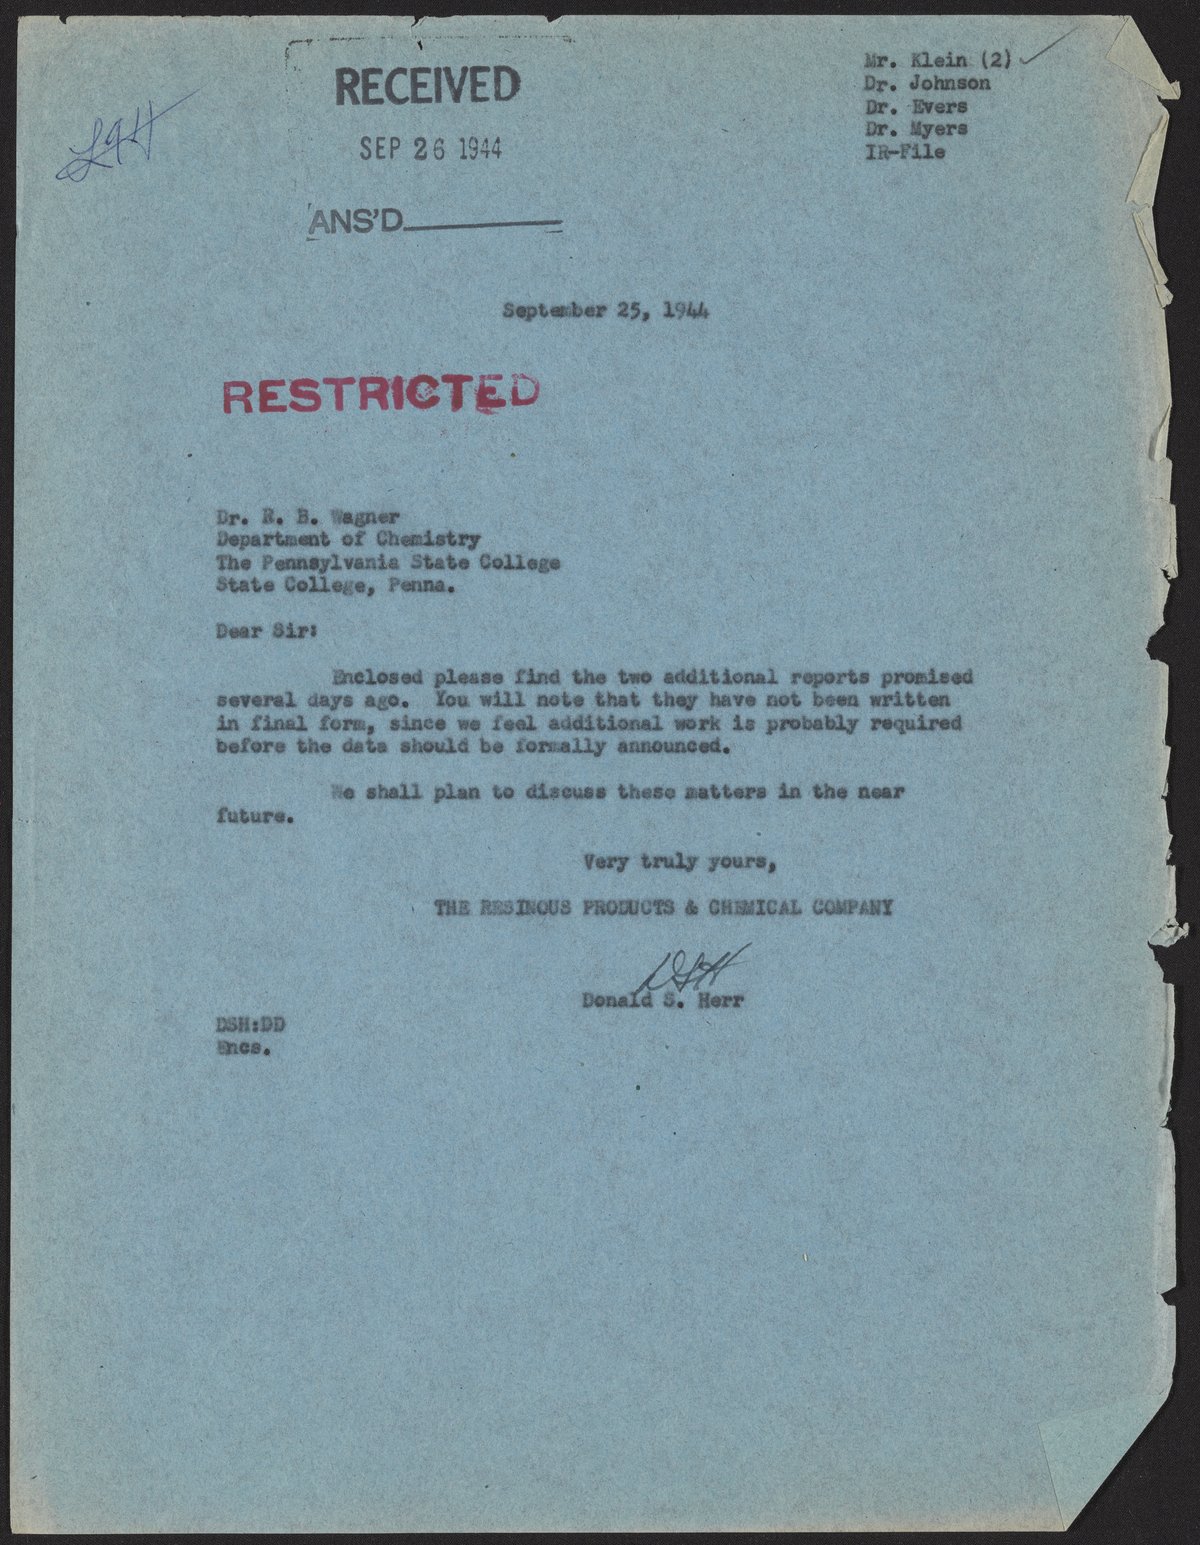 RECEIVED
SEP 26 1944
ANS'D
Mr. Klein (2)
Dr. Johnson
Dr. Evers
Dr. Myers
IR-File
September 25, 1944
RESTRICTED
Dr. R. B. Wagner
Department of Chemistry
The Pennsylvania State College
State College, Penna.
Dear Sir:
Enclosed please find the two additional reports promised
several days ago. You will note that they have not been written
in final form, since we feel additional work is probably required
before the data should be formally announced.
We shall plan to discuss these matters in the near
future.
Very truly yours,
THE RESINOUS PRODUCTS & CHEMICAL COMPANY
DSH
Donald S. Herr
DSH:DD
Encs.